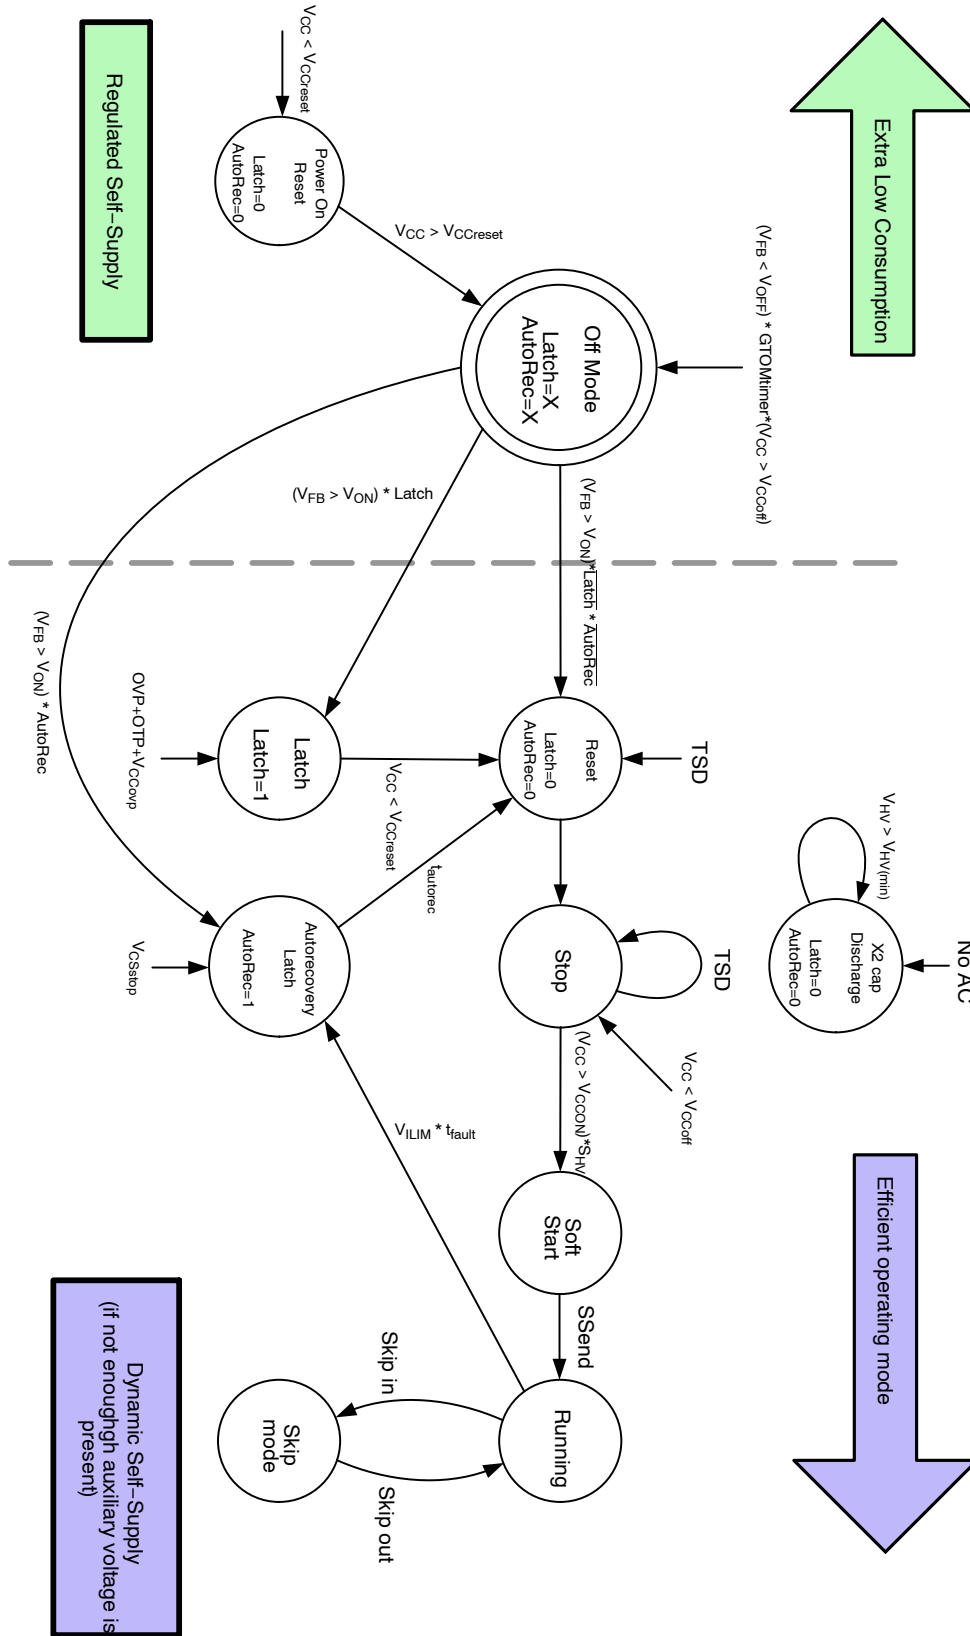 Extra Low Consumption
Efficient operating mode
(VFB < VOFF) * GTOMtimer*(VCC > VCCoff)
No AC
X2 cap
Discharge
Latch=0
AutoRec=0
VHV > VHV(min)
TSD
TSD
VCC < VCCoff
Off Mode
Latch=X
AutoRec=X
(VFB > VON)*Latch * AutoRec
Reset
Latch=0
AutoRec=0
Stop
(VCC > VCCON)*SHV
Soft
Start
SSend
Running
VCC > VCCreset
(VFB > VON) * Latch
VCC < VCCreset
tautorec
VILIM * tfault
Skip in
Skip out
VCC < VCCreset
Power On
Reset
Latch=0
AutoRec=0
Latch
Latch=1
Autorecovery
Latch
AutoRec=1
Skip
mode
OVP+OTP+VCCovp
VCSstop
(VFB > VON) * AutoRec
Regulated Self−Supply
Dynamic Self−Supply
(if not enoughgh auxiliary voltage is
present)